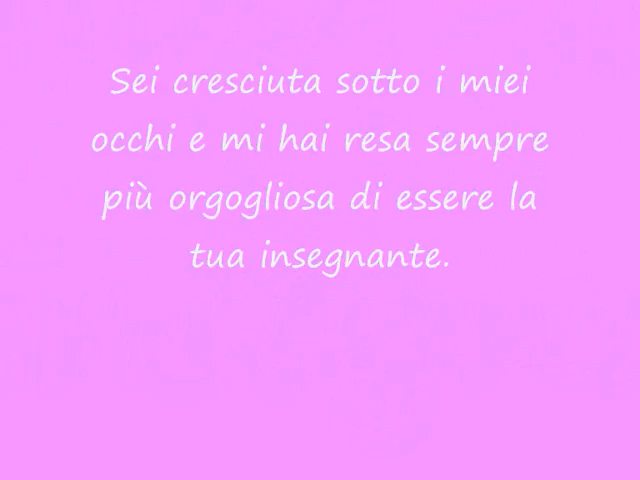 Sei cresciuta sotto i miei
occhi e mi hai resa sempre
più orgogliosa di essere la
tua insegnante.